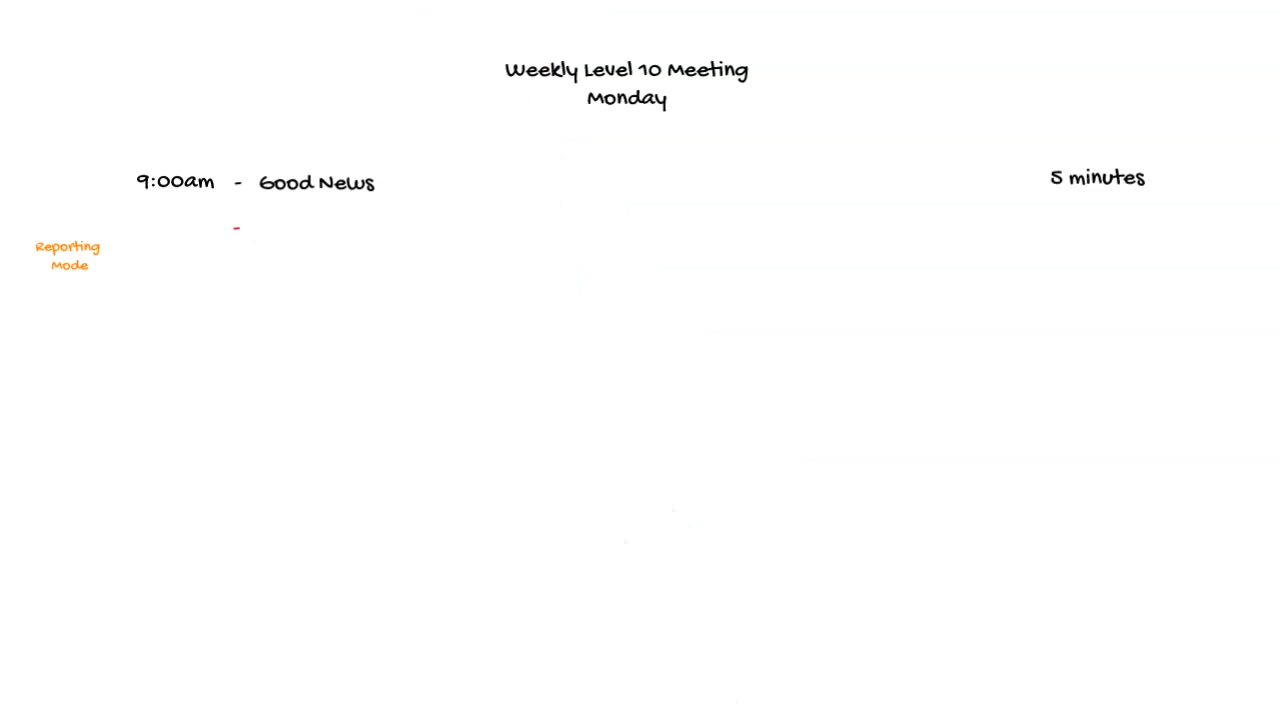 Weekly Level 10 Meeting
Monday
9:00am - Good News 5 minutes
-
Reporting
Mode